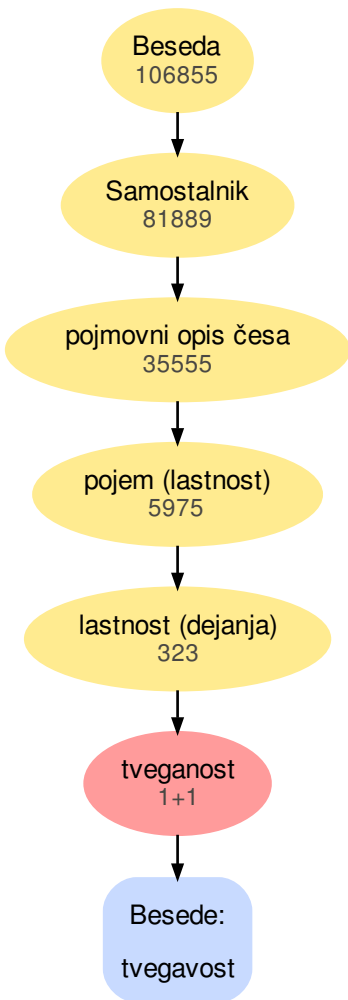 Beseda
106855
Samostalnik
81889
pojmovni opis česa
35555
pojem (lastnost)
5975
lastnost (dejanja)
323
tveganost
1+1
Besede:
tvegavost